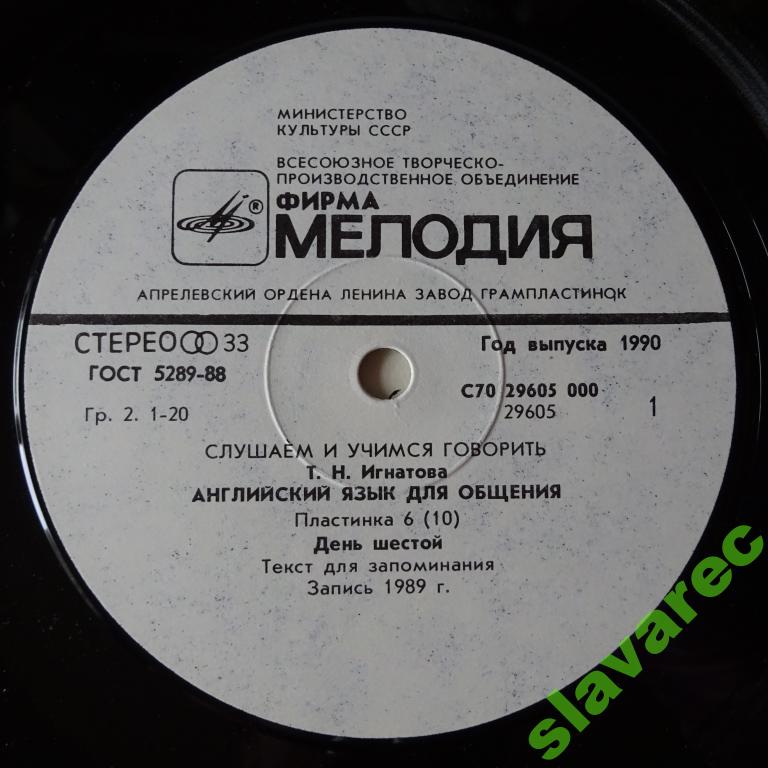 МИНИСТЕРСТВО
КУЛЬТУРЫ СССР
ВСЕСОЮЗНОЕ ТВОРЧЕСКО-
ПРОИЗВОДСТВЕННОЕ ОБЪЕДИНЕНИЕ
ФИРМА
®
МЕЛОДИЯ
АПРЕЛЕВСКИЙ ОРДЕНА ЛЕНИНА ЗАВОД ГРАМПЛАСТИНОК
СТЕРЕО 33
Год выпуска 1990
ГОСТ 5289-88
С70 29605 000
Гр. 2. 1-20
29605
1
СЛУШАЕМ И УЧИМСЯ ГОВОРИТЬ
Т. Н. Игнатова
АНГЛИЙСКИЙ ЯЗЫК ДЛЯ ОБЩЕНИЯ
Пластинка 6 (10)
День шестой
Текст для запоминания
Запись 1989 г.
slavarec